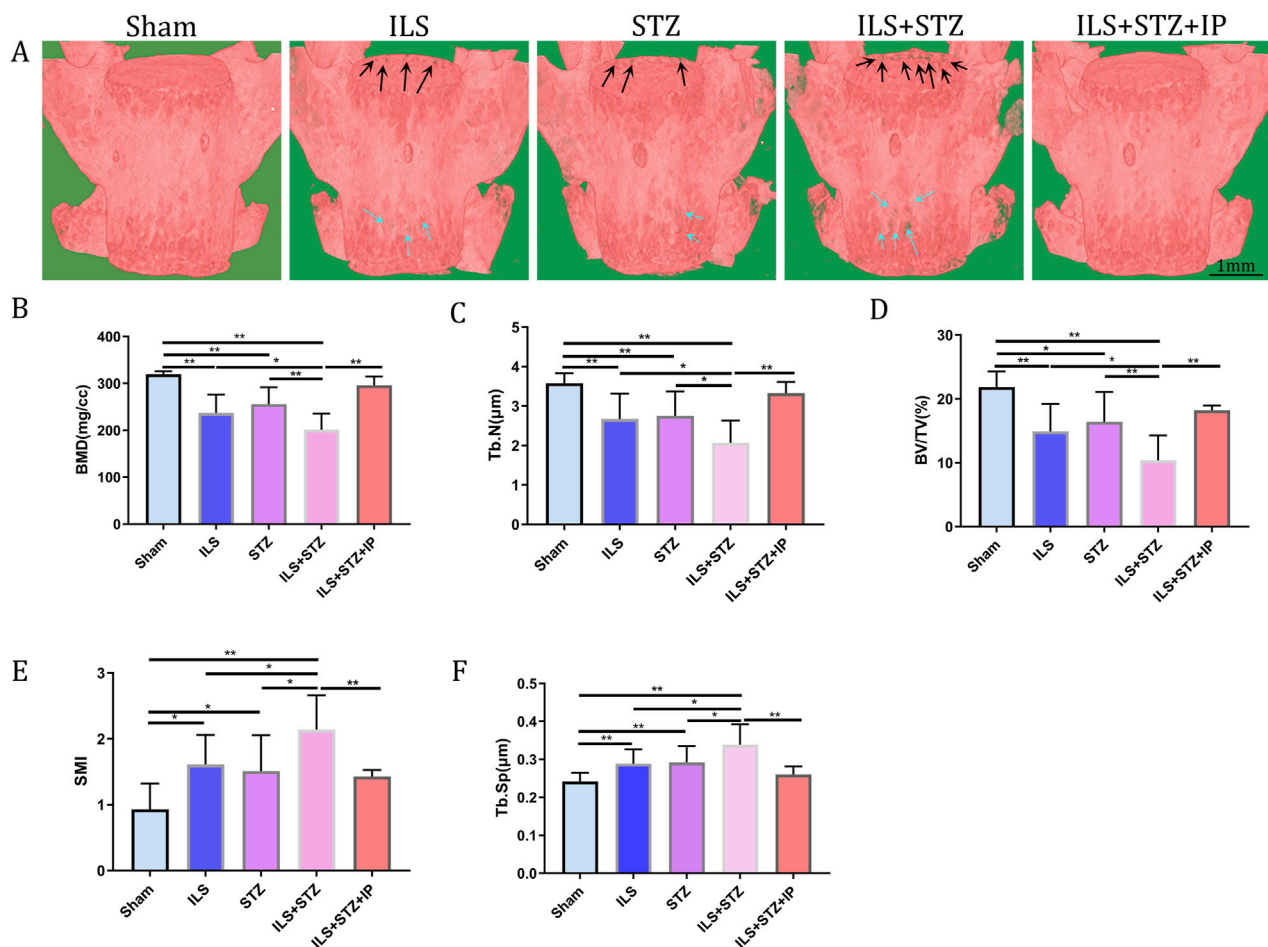 Sham ILS STZ ILS+STZ ILS+STZ+IP
A
1mm
B
BMD(mg/cc)
400
300
200
100
0
** ** ** * ** **
Sham ILS STZ ILS+STZ ILS+STZ+IP
C
Tb.N(μm)
5
4
3
2
1
0
** ** ** * * **
Sham ILS STZ ILS+STZ ILS+STZ+IP
D
BV/TV(%)
30
20
10
0
** * ** * ** **
Sham ILS STZ ILS+STZ ILS+STZ+IP
E
SMI
3
2
1
0
** * * * * **
Sham ILS STZ ILS+STZ ILS+STZ+IP
F
Tb.Sp(μm)
0.5
0.4
0.3
0.2
0.1
0.0
** * ** * ** **
Sham ILS STZ ILS+STZ ILS+STZ+IP